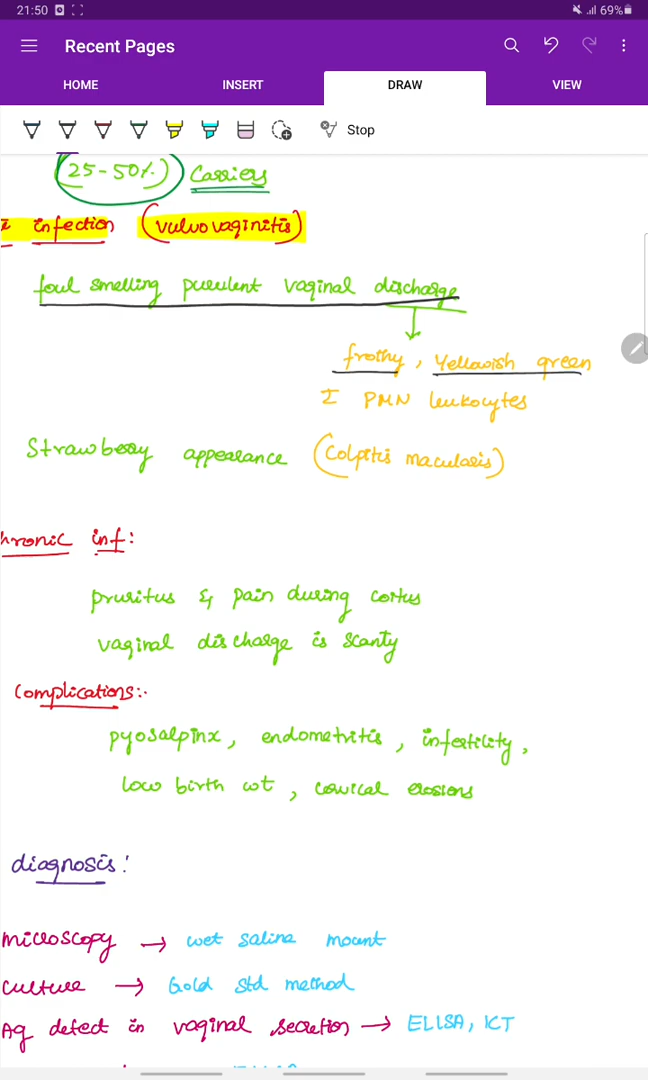 21:50 69%
Recent Pages
HOME INSERT DRAW VIEW
Stop
(25-50%) Carriers
infection (vulvovaginitis)
foul smelling purulent vaginal discharge
frothy, Yellowish green
PMN leukocytes
Strawberry appearance (Colpitis macularis)
hronic inf:
pruritus & pain during coitus
vaginal discharge is scanty
Complications:-
pyosalpinx, endometritis, infertility,
low birth wt, cervical erosions
diagnosis:
microscopy → wet saline mount
culture → Gold std method
Ag detect in vaginal secretion → ELISA, ICT